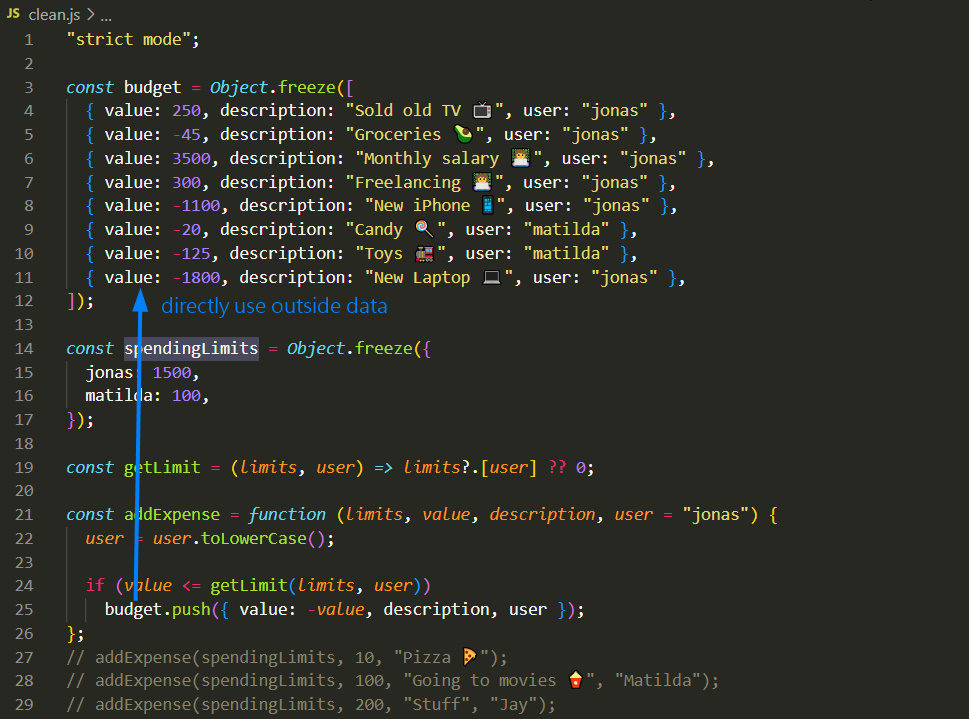 JS clean.js > ...
1 "strict mode";
2
3 const budget = Object.freeze([
4 { value: 250, description: "Sold old TV 📺", user: "jonas" },
5 { value: -45, description: "Groceries 🥑", user: "jonas" },
6 { value: 3500, description: "Monthly salary 👩‍💻", user: "jonas" },
7 { value: 300, description: "Freelancing 👩‍💻", user: "jonas" },
8 { value: -1100, description: "New iPhone 📱", user: "jonas" },
9 { value: -20, description: "Candy 🍭", user: "matilda" },
10 { value: -125, description: "Toys 🚂", user: "matilda" },
11 { value: -1800, description: "New Laptop 💻", user: "jonas" },
12 ]);
directly use outside data
13
14 const spendingLimits = Object.freeze({
15 jonas: 1500,
16 matilda: 100,
17 });
18
19 const getLimit = (limits, user) => limits?.[user] ?? 0;
20
21 const addExpense = function (limits, value, description, user = "jonas") {
22 user = user.toLowerCase();
23
24 if (value <= getLimit(limits, user))
25 budget.push({ value: -value, description, user });
26 };
27 // addExpense(spendingLimits, 10, "Pizza 🍕");
28 // addExpense(spendingLimits, 100, "Going to movies 🍿", "Matilda");
29 // addExpense(spendingLimits, 200, "Stuff", "Jay");